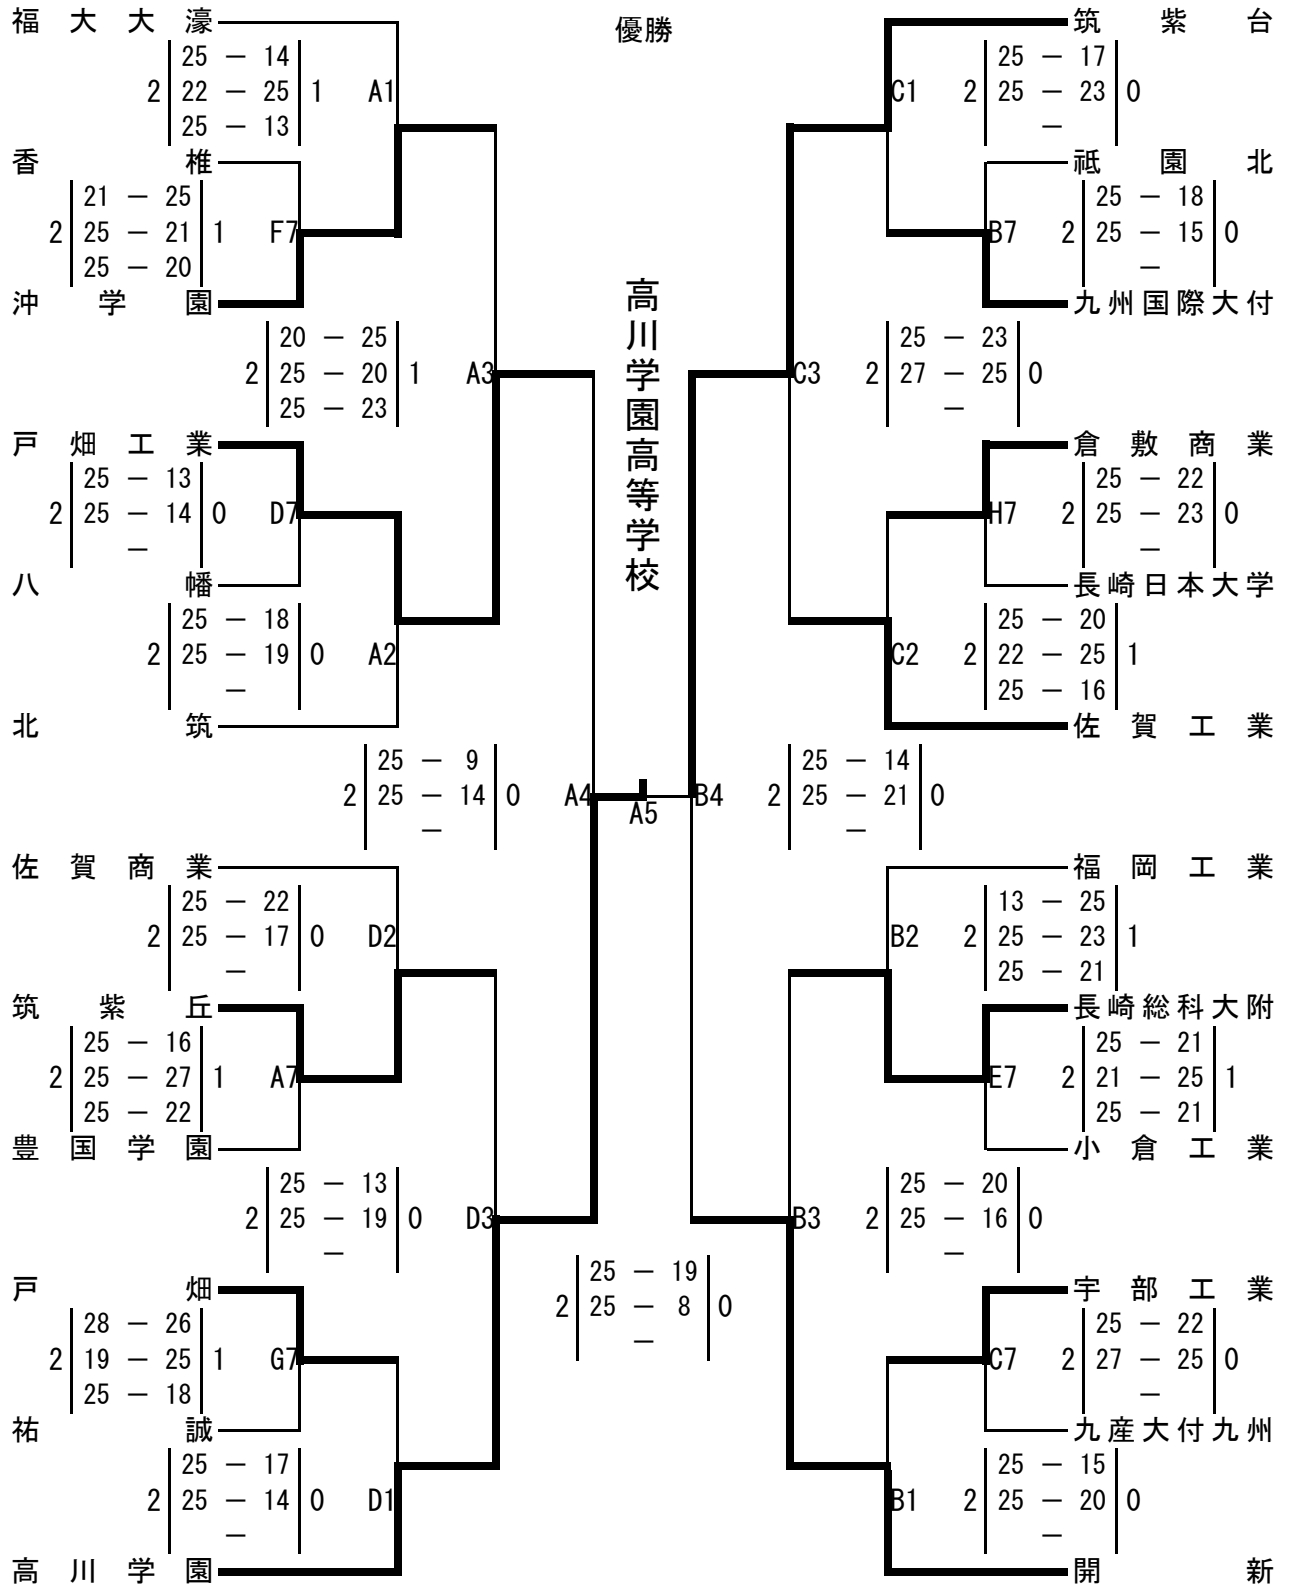 優勝
高川学園高等学校
福大大濠
25 － 14
2 22 － 25 1 A1
25 － 13
香椎
21 － 25
2 25 － 21 1 F7
25 － 20
沖学園
20 － 25
2 25 － 20 1 A3
25 － 23
戸畑工業
25 － 13
2 25 － 14 0 D7
－
八幡
25 － 18
2 25 － 19 0 A2
－
北筑
25 － 9
2 25 － 14 0 A4
－
佐賀商業
25 － 22
2 25 － 17 0 D2
－
筑紫丘
25 － 16
2 25 － 27 1 A7
25 － 22
豊国学園
25 － 13
2 25 － 19 0 D3
－
戸畑
28 － 26
2 19 － 25 1 G7
25 － 18
祐誠
25 － 17
2 25 － 14 0 D1
－
高川学園
A5
25 － 19
2 25 － 8 0
－
筑紫台
25 － 17
C1 2 25 － 23 0
－
祇園北
25 － 18
B7 2 25 － 15 0
－
九州国際大付
25 － 23
C3 2 27 － 25 0
－
倉敷商業
25 － 22
H7 2 25 － 23 0
－
長崎日本大学
25 － 20
C2 2 22 － 25 1
25 － 16
佐賀工業
25 － 14
B4 2 25 － 21 0
－
福岡工業
13 － 25
B2 2 25 － 23 1
25 － 21
長崎総科大附
25 － 21
E7 2 21 － 25 1
25 － 21
小倉工業
25 － 20
B3 2 25 － 16 0
－
宇部工業
25 － 22
C7 2 27 － 25 0
－
九産大付九州
25 － 15
B1 2 25 － 20 0
－
開新